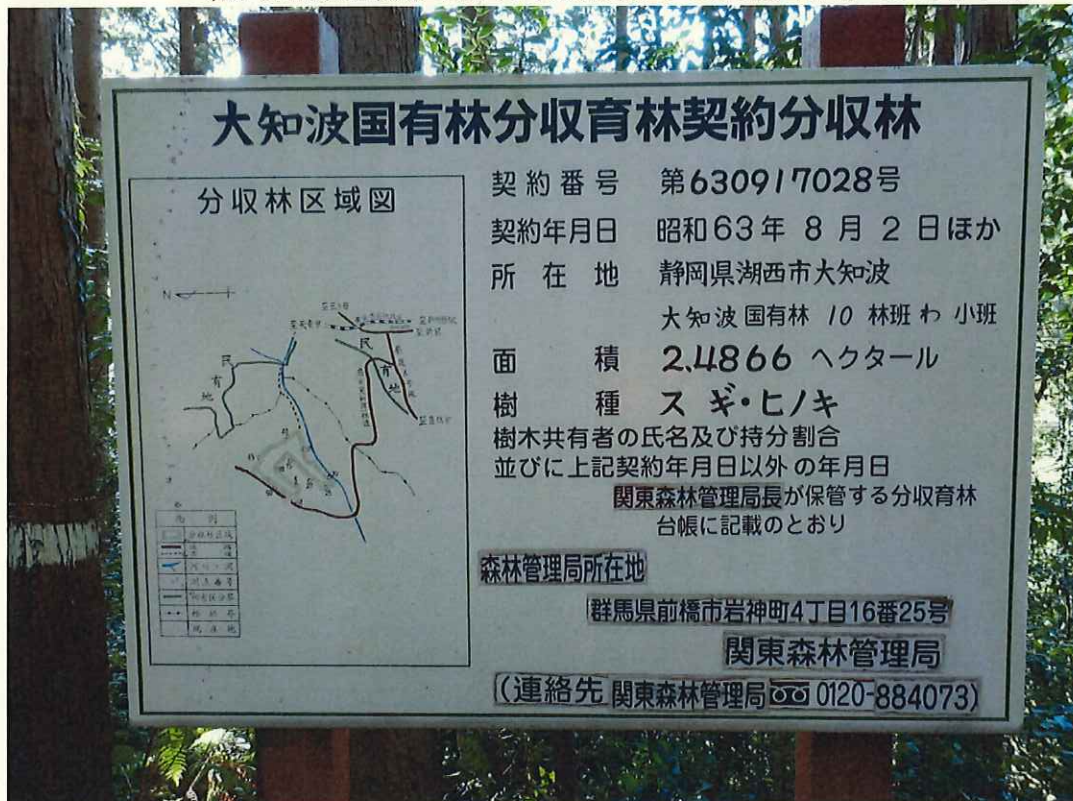 大知波国有林分収育林契約分収林
分収林区域図
N
民
有
地
民
有
地
凡例
契約番号 第630917028号
契約年月日 昭和63年8月2日ほか
所在地 静岡県湖西市大知波
大知波国有林 10 林班わ 小班
面積 2.4866 ヘクタール
樹種 スギ・ヒノキ
樹木共有者の氏名及び持分割合
並びに上記契約年月日以外の年月日
関東森林管理局長が保管する分収育林
台帳に記載のとおり
森林管理局所在地
群馬県前橋市岩神町4丁目16番25号
関東森林管理局
(連絡先 関東森林管理局 0120-884073)